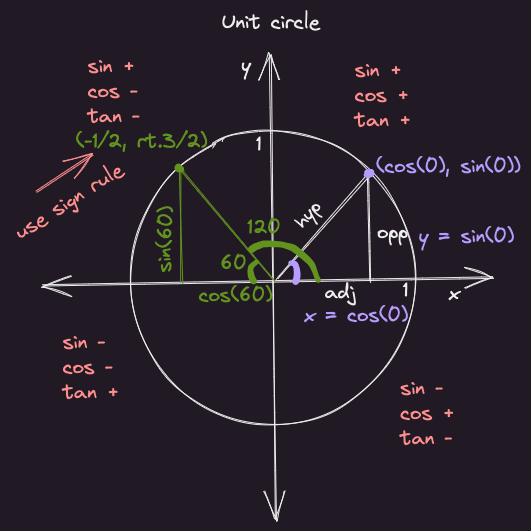 Unit circle
sin +
cos -
tan -
y
sin +
cos +
tan +
(-1/2, rt.3/2)
1
(cos(0), sin(0))
use sign rule
hyp
sin(60)
120
60
opp
y = sin(0)
cos(60)
adj
1
x
x = cos(0)
sin -
cos -
tan +
sin -
cos +
tan -